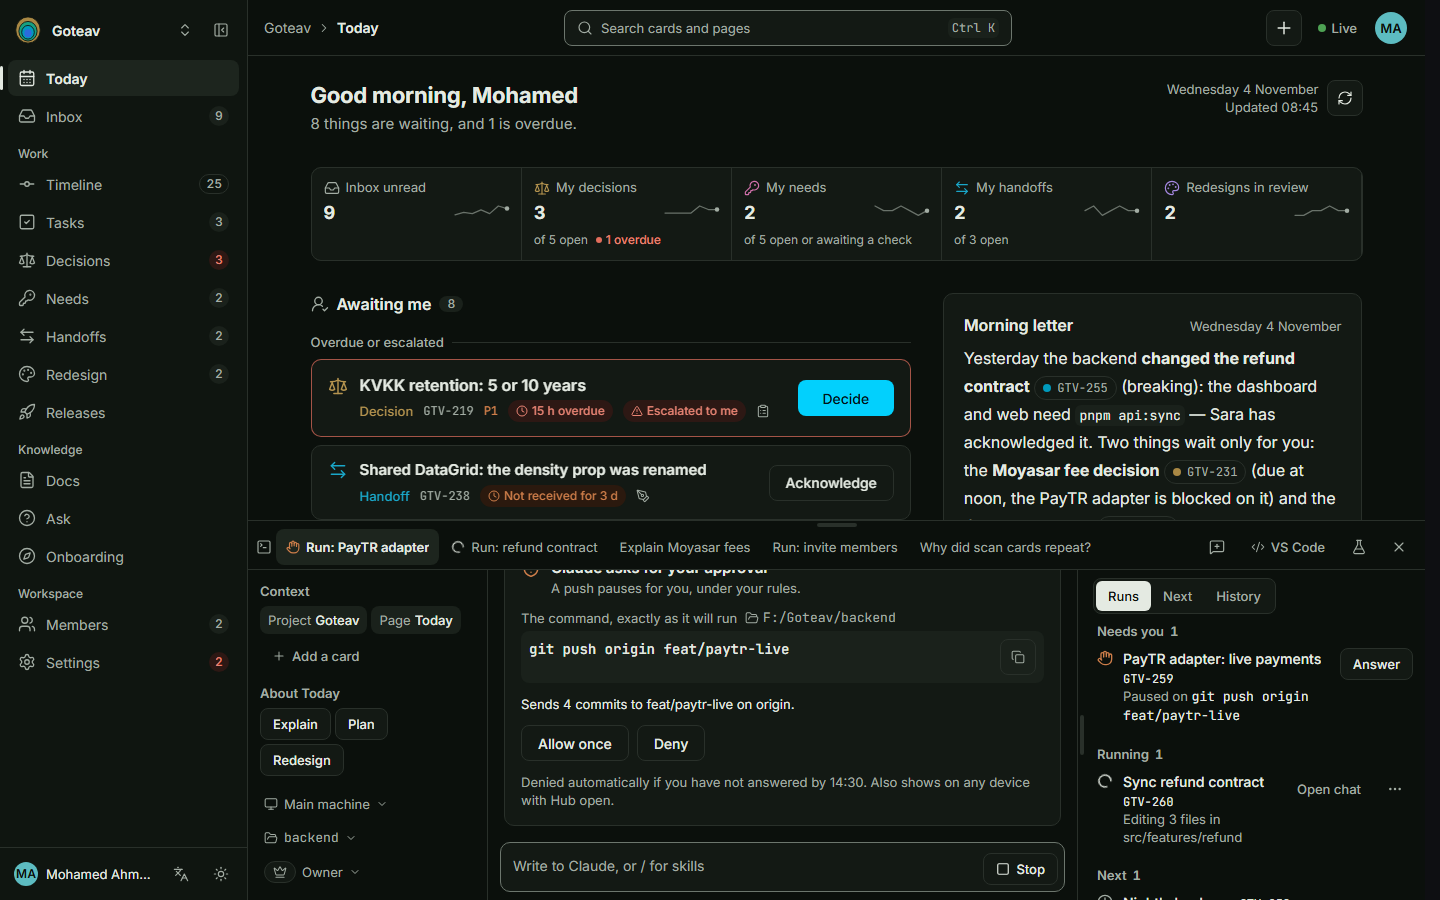 Goteav
Today
Inbox 9
Work
Timeline 25
Tasks 3
Decisions 3
Needs 2
Handoffs 2
Redesign 2
Releases
Knowledge
Docs
Ask
Onboarding
Workspace
Members 2
Settings 2
MA Mohamed Ahm...
Goteav > Today
Search cards and pages Ctrl K
Live MA
Good morning, Mohamed
8 things are waiting, and 1 is overdue.
Wednesday 4 November
Updated 08:45
Inbox unread
9
My decisions
3
of 5 open 1 overdue
My needs
2
of 5 open or awaiting a check
My handoffs
2
of 3 open
Redesigns in review
2
Awaiting me 8
Overdue or escalated
KVKK retention: 5 or 10 years
Decision GTV-219 P1 15 h overdue Escalated to me
Decide
Shared DataGrid: the density prop was renamed
Handoff GTV-238 Not received for 3 d
Acknowledge
Morning letter Wednesday 4 November
Yesterday the backend changed the refund
contract GTV-255 (breaking): the dashboard
and web need pnpm api:sync — Sara has
acknowledged it. Two things wait only for you:
the Moyasar fee decision GTV-231 (due at
noon, the PayTR adapter is blocked on it) and the
Run: PayTR adapter Run: refund contract Explain Moyasar fees Run: invite members Why did scan cards repeat? VS Code
Context
Project Goteav Page Today
Add a card
About Today
Explain Plan
Redesign
Main machine
backend
Owner
Claude asks for your approval
A push pauses for you, under your rules.
The command, exactly as it will run F:/Goteav/backend
git push origin feat/paytr-live
Sends 4 commits to feat/paytr-live on origin.
Allow once Deny
Denied automatically if you have not answered by 14:30. Also shows on any device
with Hub open.
Write to Claude, or / for skills Stop
Runs Next History
Needs you 1
PayTR adapter: live payments
GTV-259
Paused on git push origin
feat/paytr-live
Answer
Running 1
Sync refund contract
GTV-260
Editing 3 files in
src/features/refund
Open chat
Next 1